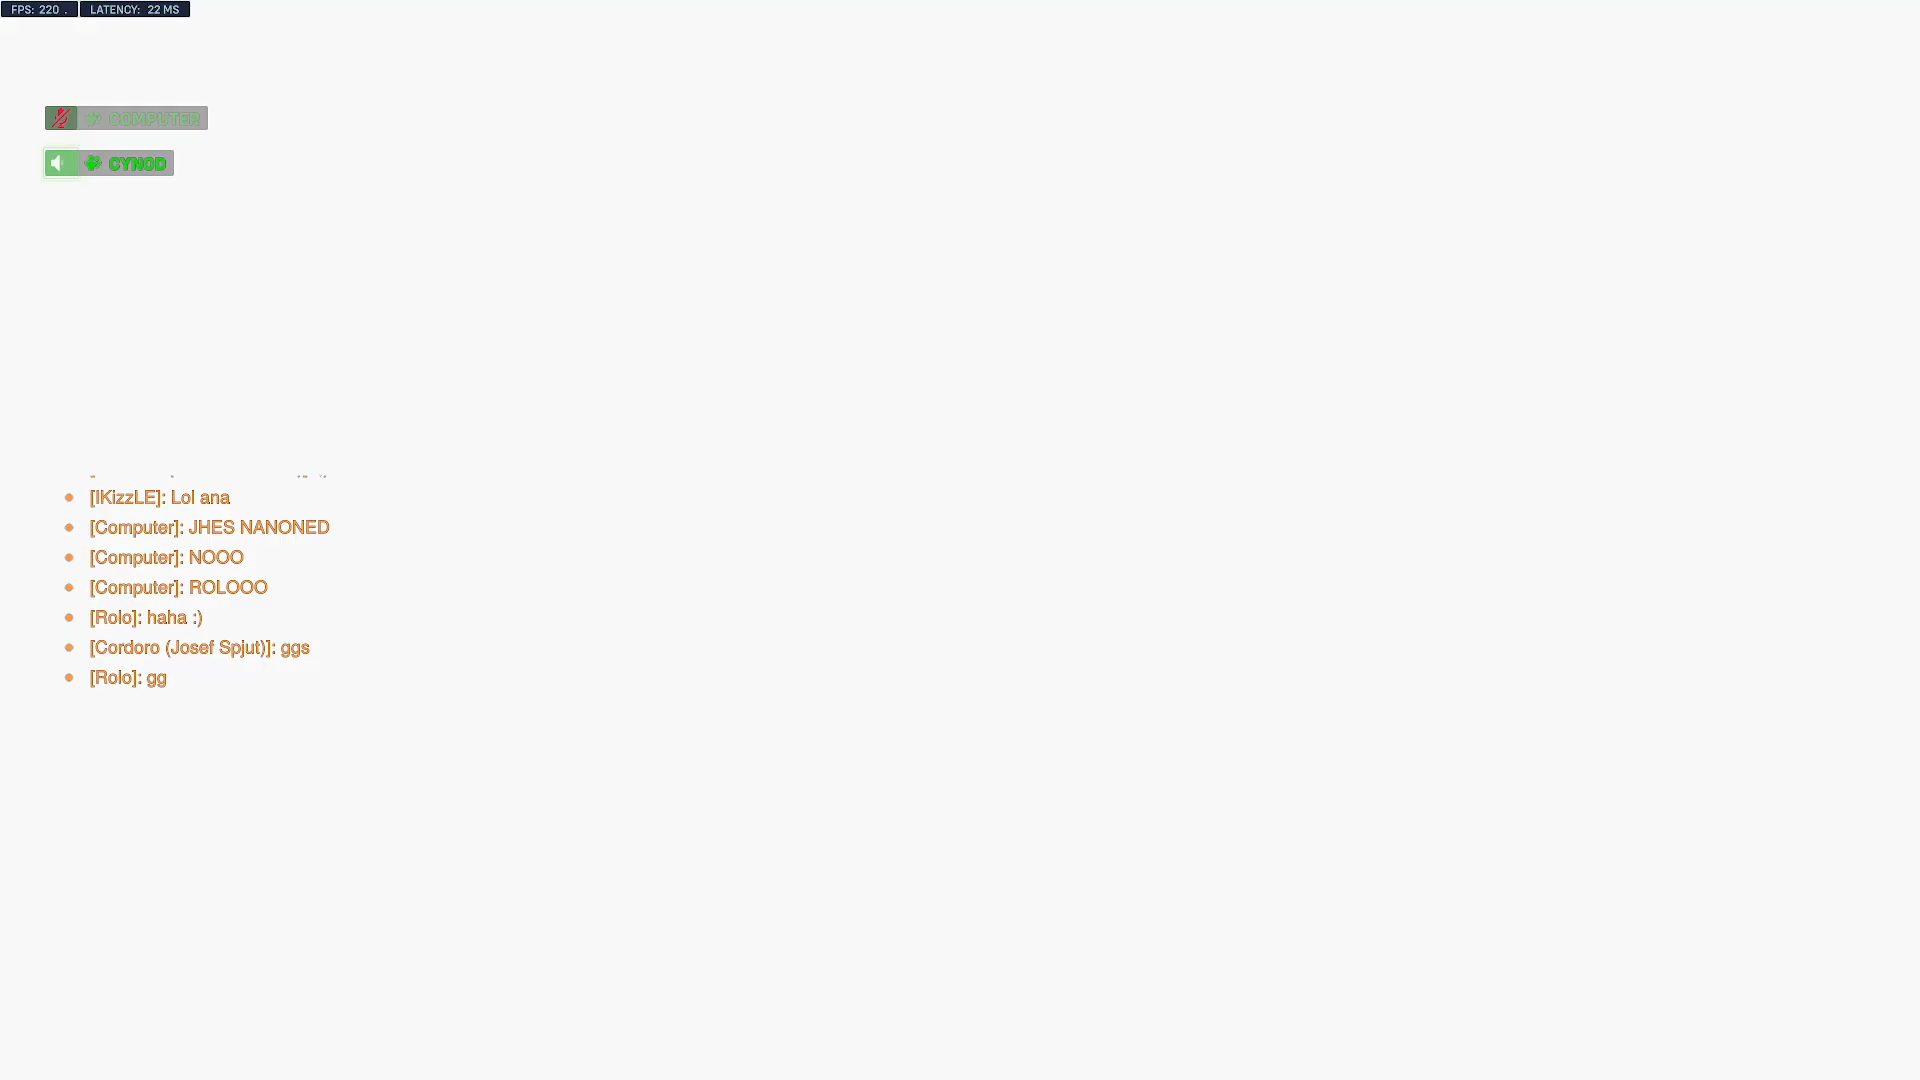 FPS: 220 .
LATENCY: 22 MS
COMPUTER
CYNOD
[IKizzLE]: Lol ana
[Computer]: JHES NANONED
[Computer]: NOOO
[Computer]: ROLOOO
[Rolo]: haha :)
[Cordoro (Josef Spjut)]: ggs
[Rolo]: gg